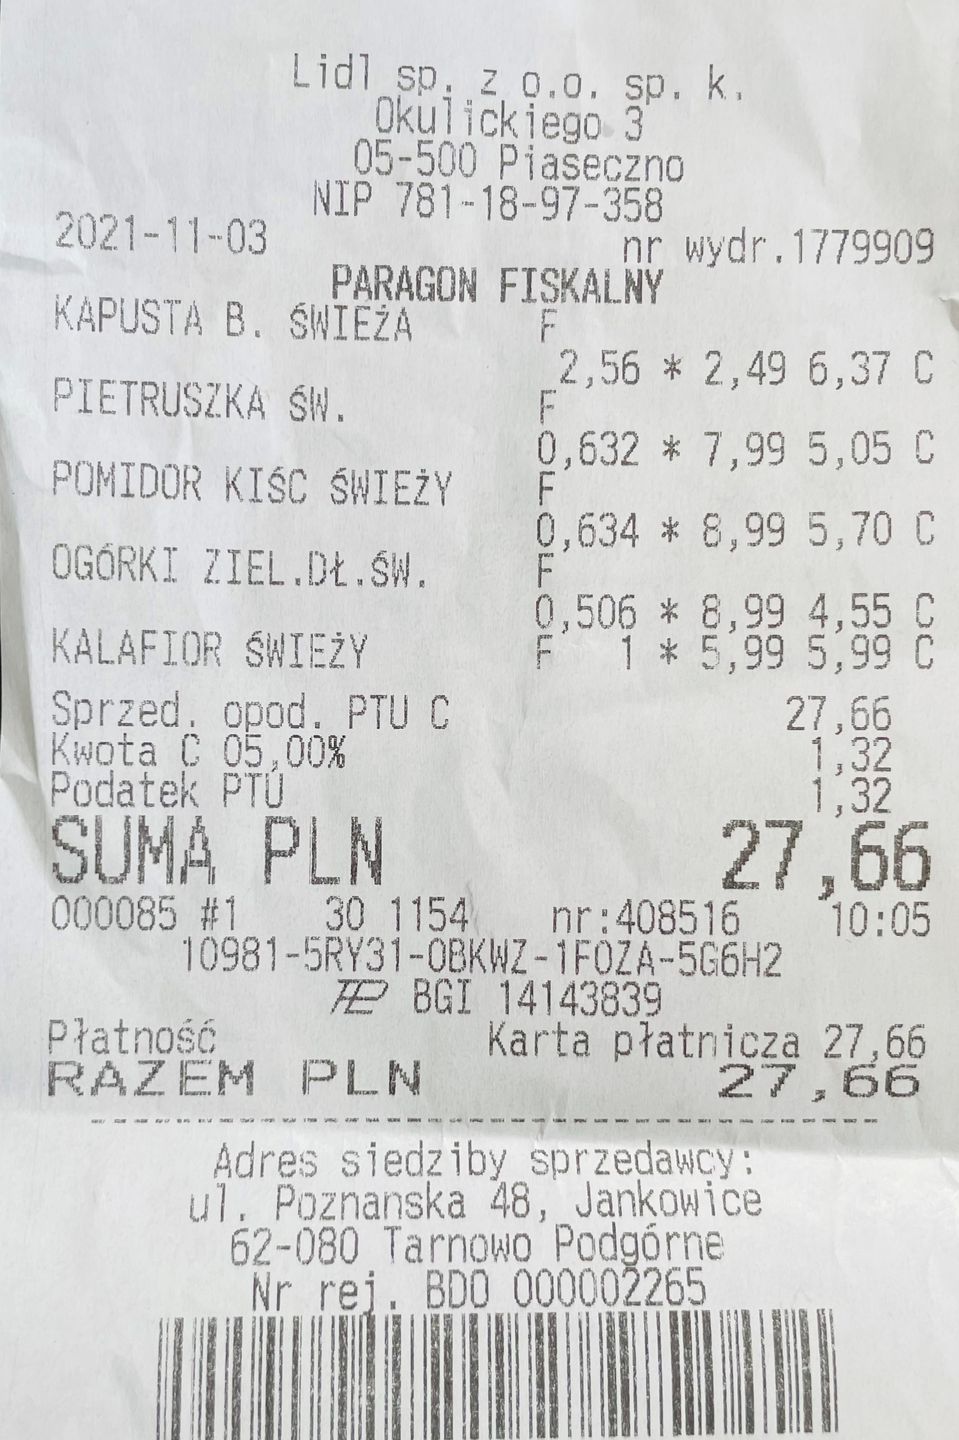 Lidl sp. z o.o. sp. k.
Okulickiego 3
05-500 Piaseczno
NIP 781-18-97-358
2021-11-03 nr wydr.1779909
PARAGON FISKALNY
KAPUSTA B. ŚWIEŻA F
2,56 * 2,49 6,37 C
PIETRUSZKA ŚW. F
0,632 * 7,99 5,05 C
POMIDOR KIŚC ŚWIEŻY F
0,634 * 8,99 5,70 C
OGÓRKI ZIEL.DŁ.ŚW. F
0,506 * 8,99 4,55 C
KALAFIOR ŚWIEŻY F 1 * 5,99 5,99 C
Sprzed. opod. PTU C 27,66
Kwota C 05,00% 1,32
Podatek PTU 1,32
SUMA PLN 27,66
000085 #1 30 1154 nr:408516 10:05
10981-5RY31-0BKWZ-1F0ZA-5G6H2
BGI 14143839
Płatność Karta płatnicza 27,66
RAZEM PLN 27,66
Adres siedziby sprzedawcy:
ul. Poznanska 48, Jankowice
62-080 Tarnowo Podgórne
Nr rej. BDO 000002265